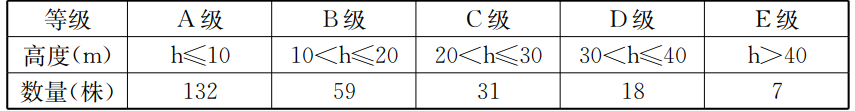 等级 A级 B级 C级 D级 E级
高度(m) h≤10 10<h≤20 20<h≤30 30<h≤40 h>40
数量(株) 132 59 31 18 7